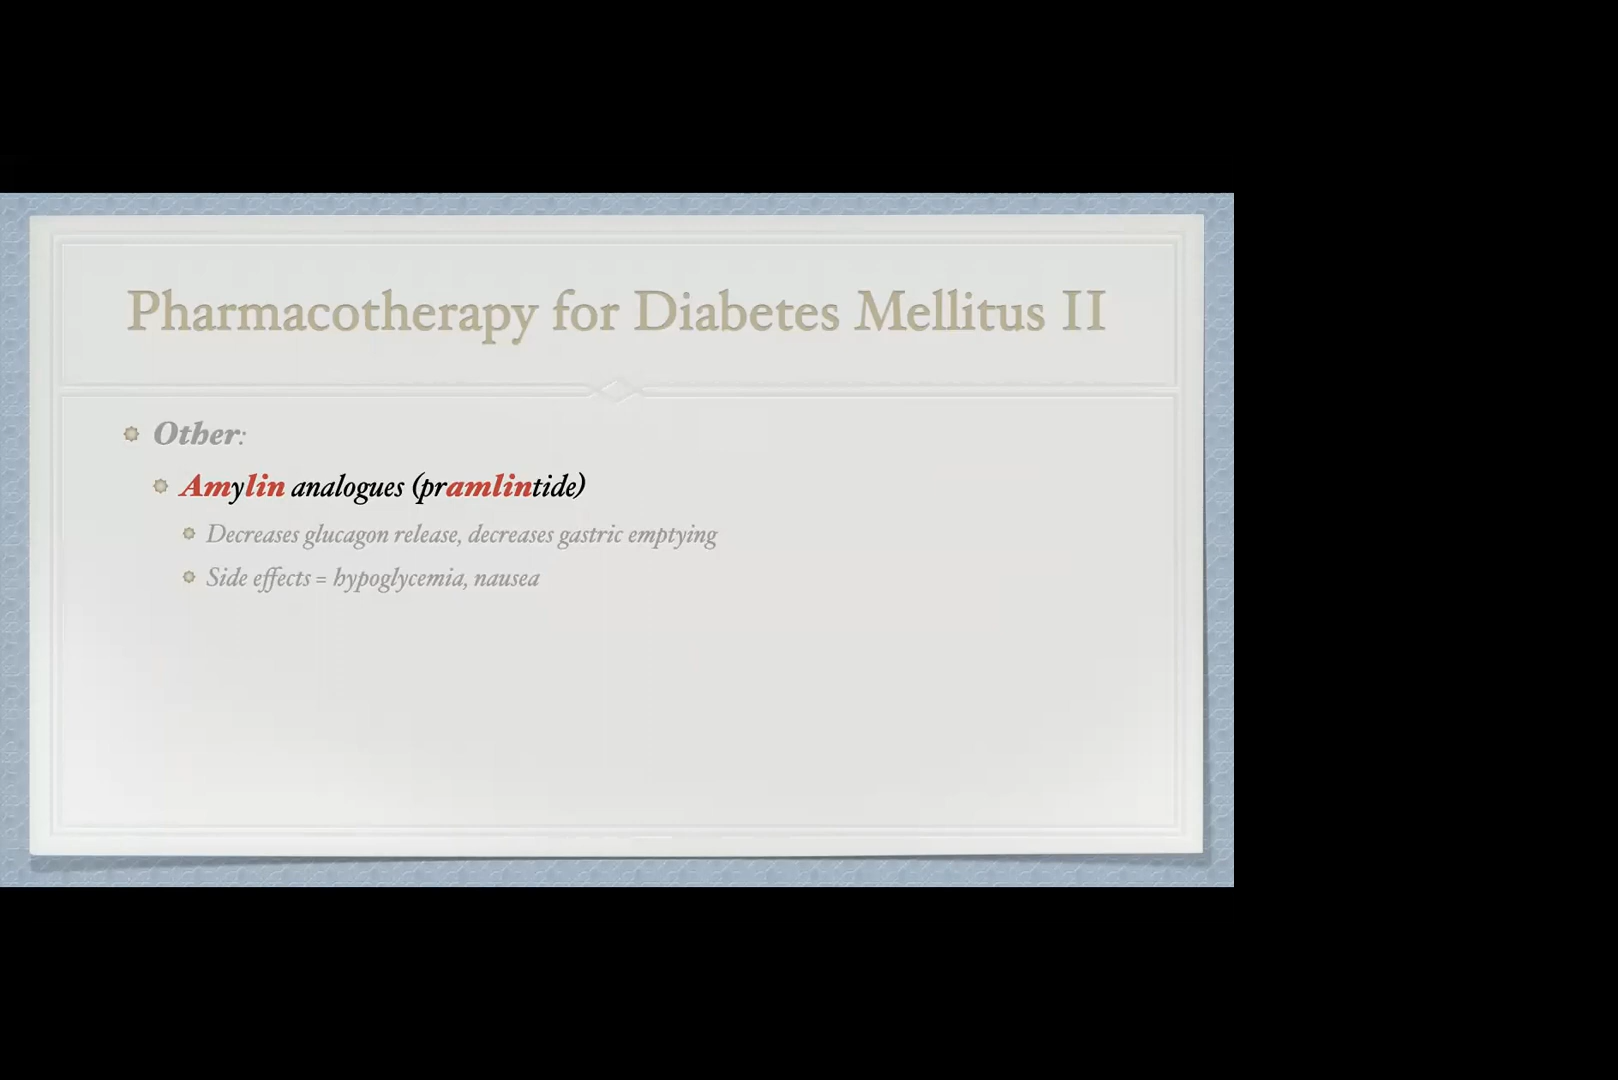 Pharmacotherapy for Diabetes Mellitus II
Other:
Amylin analogues (pramlintide)
Decreases glucagon release, decreases gastric emptying
Side effects = hypoglycemia, nausea